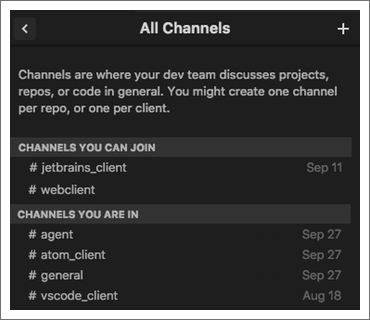 All Channels
Channels are where your dev team discusses projects,
repos, or code in general. You might create one channel
per repo, or one per client.
CHANNELS YOU CAN JOIN
# jetbrains_client Sep 11
# webclient
CHANNELS YOU ARE IN
# agent Sep 27
# atom_client Sep 27
# general Sep 27
# vscode_client Aug 18